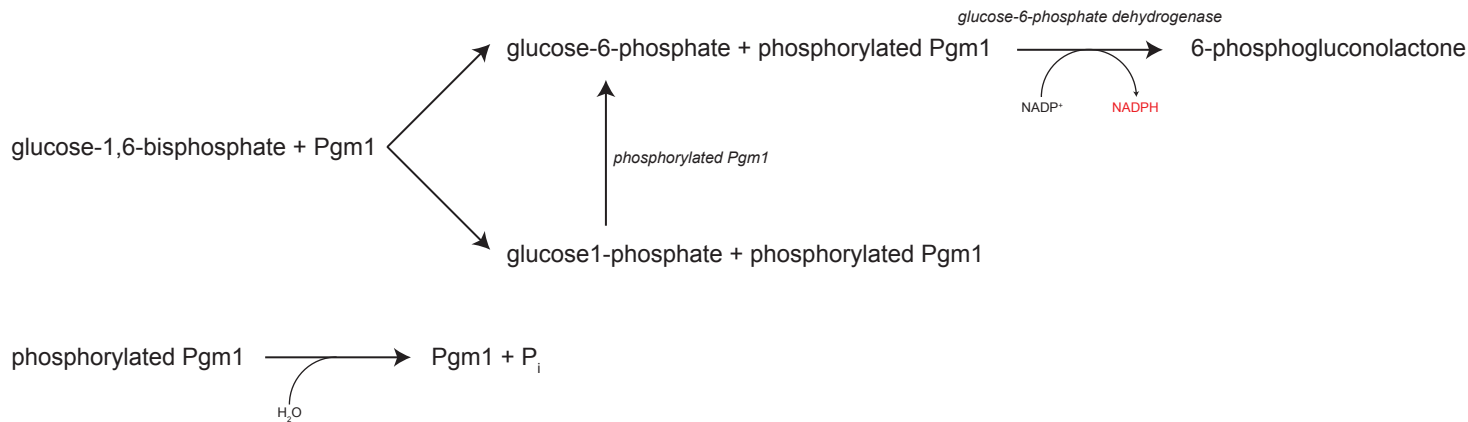 glucose-6-phosphate dehydrogenase
glucose-6-phosphate + phosphorylated Pgm1
6-phosphogluconolactone
NADP⁺
NADPH
glucose-1,6-bisphosphate + Pgm1
phosphorylated Pgm1
glucose1-phosphate + phosphorylated Pgm1
phosphorylated Pgm1
Pgm1 + Pᵢ
H₂O